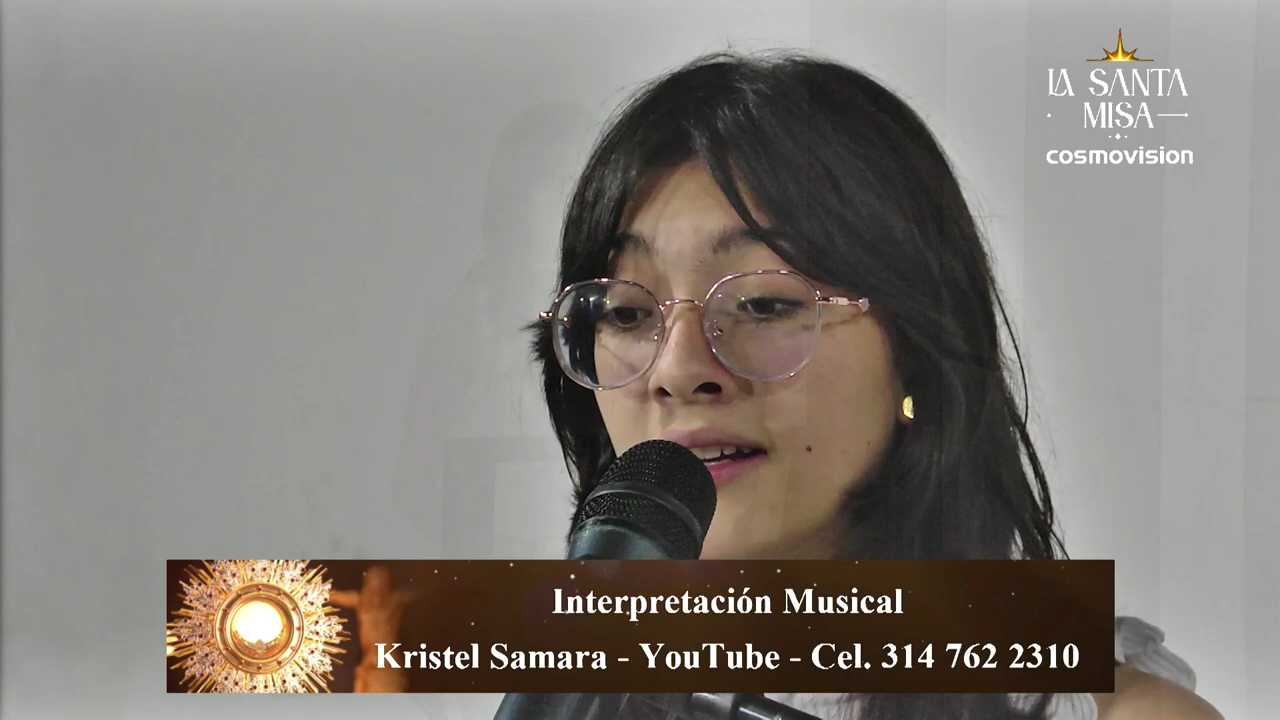 LA SANTA
MISA
cosmovision
Interpretación Musical
Kristel Samara - YouTube - Cel. 314 762 2310